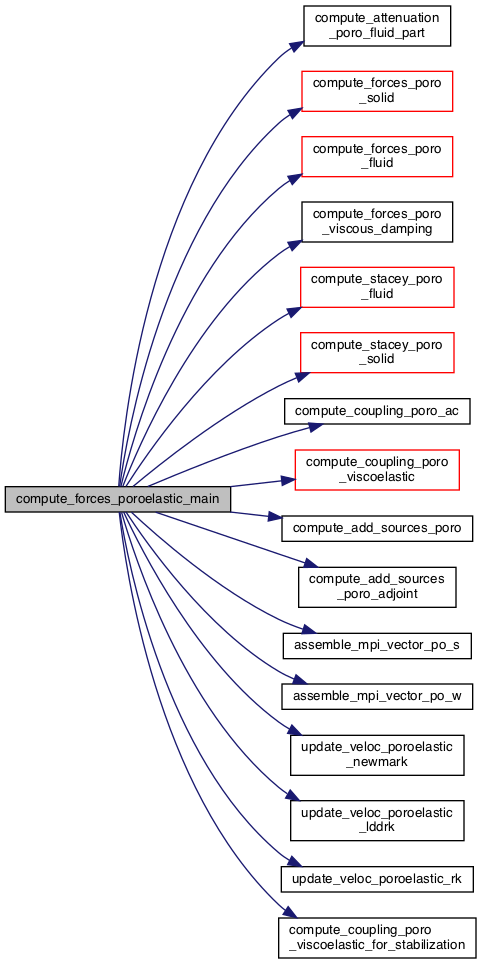 compute_attenuation
_poro_fluid_part
compute_forces_poro
_solid
compute_forces_poro
_fluid
compute_forces_poro
_viscous_damping
compute_stacey_poro
_fluid
compute_stacey_poro
_solid
compute_coupling_poro_ac
compute_coupling_poro
_viscoelastic
compute_forces_poroelastic_main
compute_add_sources_poro
compute_add_sources
_poro_adjoint
assemble_mpi_vector_po_s
assemble_mpi_vector_po_w
update_veloc_poroelastic
_newmark
update_veloc_poroelastic
_lddrk
update_veloc_poroelastic_rk
compute_coupling_poro
_viscoelastic_for_stabilization